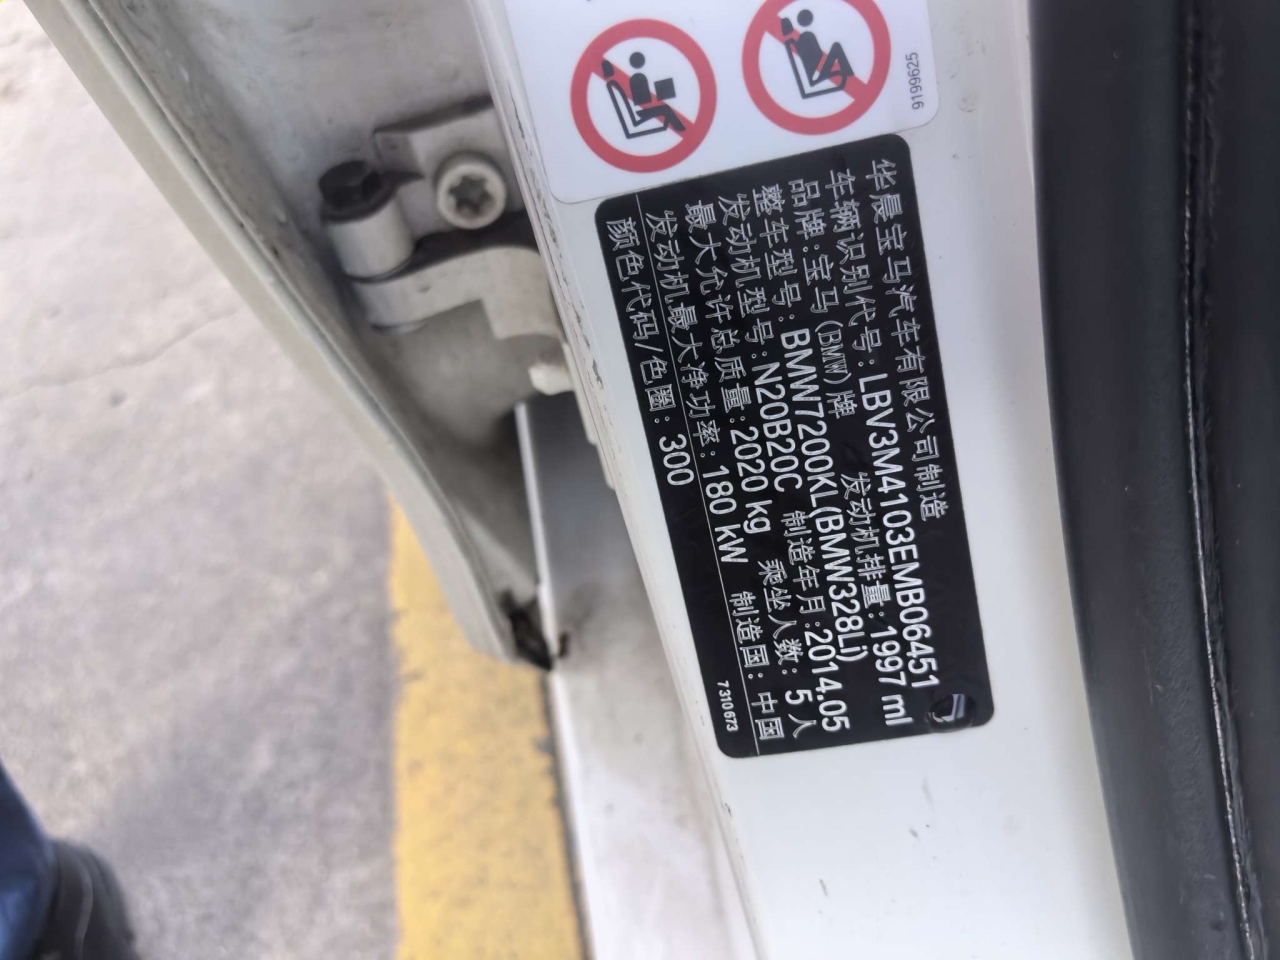 9199625
华晨宝马汽车有限公司制造
车辆识别代号:LBV3M4103EMB06451
品牌:宝马(BMW)牌 发动机排量:1997 ml
整车型号:BMW7200KL(BMW328Li)
发动机型号:N20B20C 制造年月:2014.05
最大允许总质量:2020 kg 乘坐人数:5人
发动机最大净功率:180 kW 制造国:中国
颜色代码/色圈:300
7310673